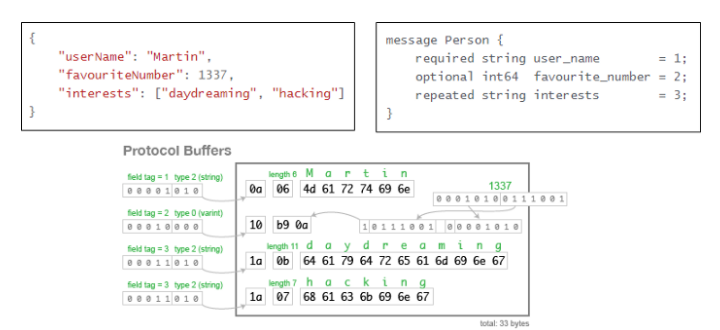 {
"userName": "Martin",
"favouriteNumber": 1337,
"interests": ["daydreaming", "hacking"]
}
message Person {
required string user_name = 1;
optional int64 favourite_number = 2;
repeated string interests = 3;
}
Protocol Buffers
field tag = 1 type 2 (string) length 6 M a r t i n
0 0 0 0 1 0 1 0 0a 06 4d 61 72 74 69 6e
1337
0 0 0 1 0 1 0 0 1 1 1 0 0 1
field tag = 2 type 0 (varint)
0 0 0 1 0 0 0 0 10 b9 0a 1 0 1 1 1 0 0 1 0 0 0 0 1 0 1 0
field tag = 3 type 2 (string) length 11 d a y d r e a m i n g
0 0 0 1 1 0 1 0 1a 0b 64 61 79 64 72 65 61 6d 69 6e 67
field tag = 3 type 2 (string) length 7 h a c k i n g
0 0 0 1 1 0 1 0 1a 07 68 61 63 6b 69 6e 67
total: 33 bytes